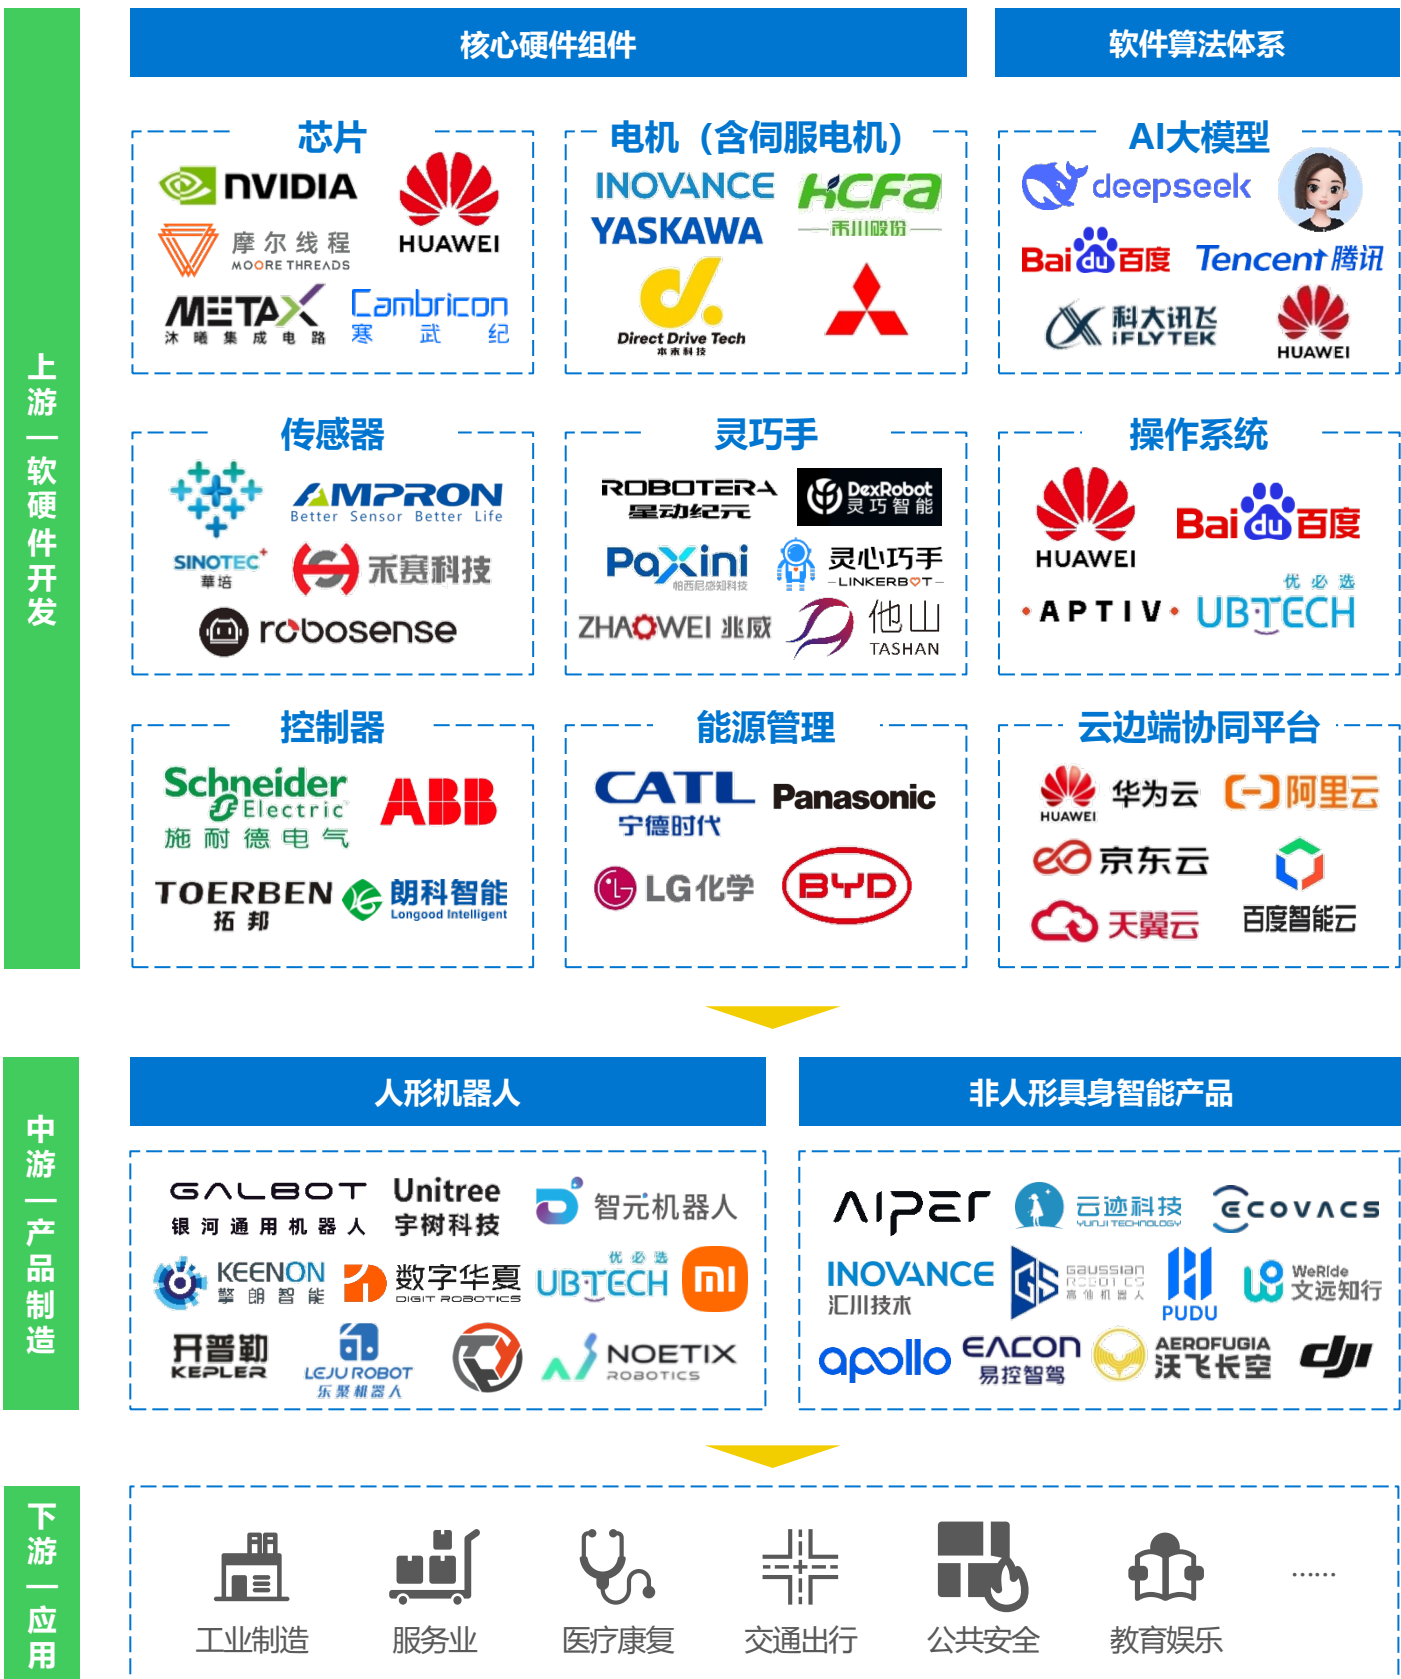 上游｜软硬件开发
核心硬件组件
软件算法体系
芯片
NVIDIA
HUAWEI
摩尔线程
MOORE THREADS
METAX
沐曦集成电路
Cambricon
寒武纪
电机（含伺服电机）
INOVANCE
HCFA
禾川股份
YASKAWA
Direct Drive Tech
本末科技
AI大模型
deepseek
Baidu百度
Tencent腾讯
科大讯飞
iFLYTEK
HUAWEI
传感器
AMPRON
Better Sensor Better Life
SINOTEC
華培
禾赛科技
robosense
灵巧手
ROBOTERA
星动纪元
DexRobot
灵巧智能
PaXini
帕西尼感知科技
灵心巧手
LINKERBOT
ZHAOWEI 兆威
他山
TASHAN
操作系统
HUAWEI
Baidu百度
APTIV
优必选
UBTECH
控制器
Schneider
Electric
施耐德电气
ABB
TOERBEN
拓邦
朗科智能
Longood Intelligent
能源管理
CATL
宁德时代
Panasonic
LG化学
BYD
云边端协同平台
HUAWEI
华为云
阿里云
京东云
天翼云
百度智能云
中游｜产品制造
人形机器人
非人形具身智能产品
GALBOT
银河通用机器人
Unitree
宇树科技
智元机器人
KEENON
擎朗智能
数字华夏
DIGIT ROBOTICS
优必选
UBTECH
mi
开普勒
KEPLER
LEJU ROBOT
乐聚机器人
NOETIX
ROBOTICS
AIPER
云迹科技
YUNJI TECHNOLOGY
ECOVACS
INOVANCE
汇川技术
GS
GAUSSIAN
ROBOTICS
高仙机器人
PUDU
WeRide
文远知行
apollo
EACON
易控智驾
AEROFUGIA
沃飞长空
dji
下游｜应用
工业制造
服务业
医疗康复
交通出行
公共安全
教育娱乐
……